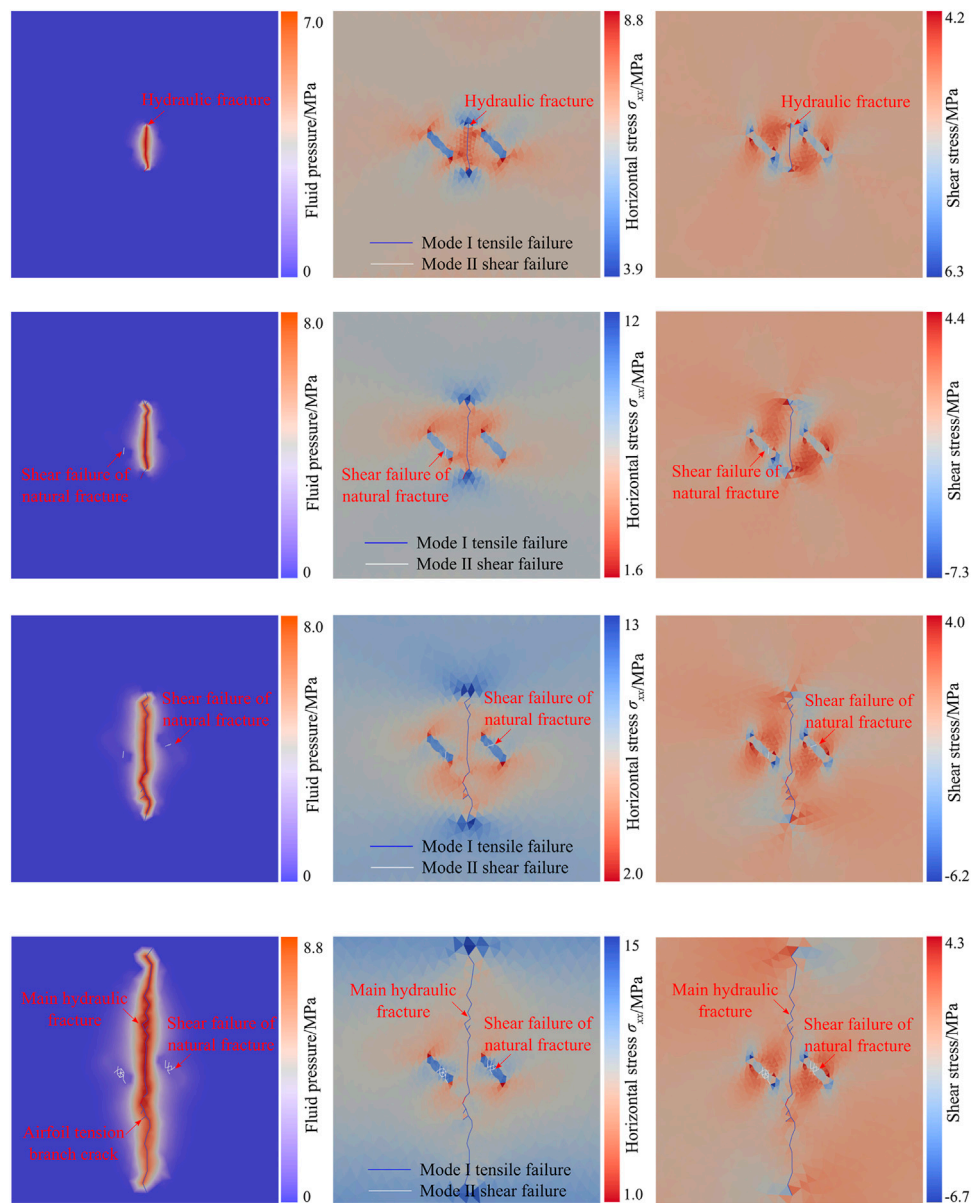 7.0
Hydraulic fracture
Fluid pressure/MPa
0
8.8
Hydraulic fracture
Mode I tensile failure
Mode II shear failure
Horizontal stress σxx/MPa
3.9
4.2
Hydraulic fracture
Shear stress/MPa
6.3
8.0
Shear failure of
natural fracture
Fluid pressure/MPa
0
12
Shear failure of
natural fracture
Mode I tensile failure
Mode II shear failure
Horizontal stress σxx/MPa
1.6
4.4
Shear failure of
natural fracture
Shear stress/MPa
-7.3
8.0
Shear failure of
natural fracture
Fluid pressure/MPa
0
13
Shear failure of
natural fracture
Mode I tensile failure
Mode II shear failure
Horizontal stress σxx/MPa
2.0
4.0
Shear failure of
natural fracture
Shear stress/MPa
-6.2
8.8
Main hydraulic
fracture
Shear failure of
natural fracture
Airfoil tension
branch crack
Fluid pressure/MPa
0
15
Main hydraulic
fracture
Shear failure of
natural fracture
Mode I tensile failure
Mode II shear failure
Horizontal stress σxx/MPa
1.0
4.3
Main hydraulic
fracture
Shear failure of
natural fracture
Shear stress/MPa
-6.7